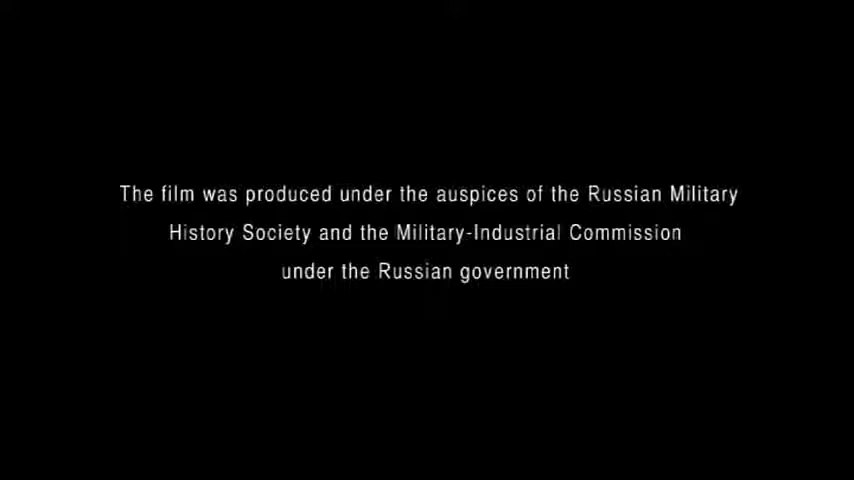 The film was produced under the auspices of the Russian Military
History Society and the Military-Industrial Commission
under the Russian government